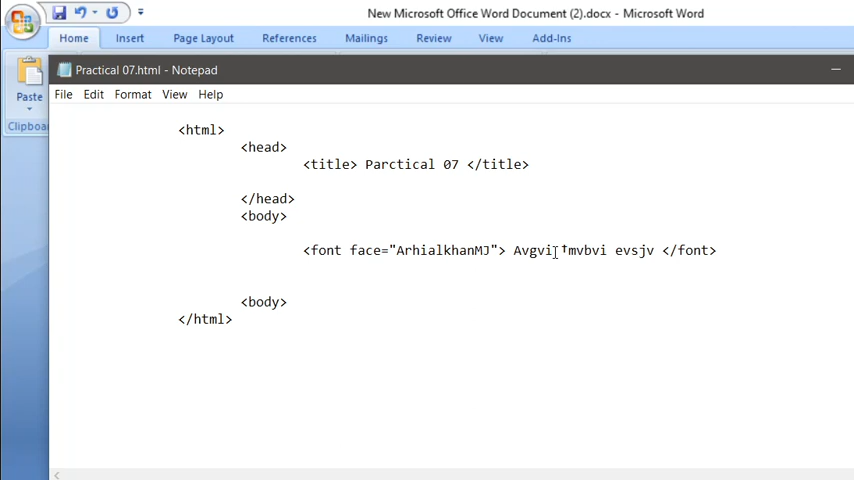 New Microsoft Office Word Document (2).docx - Microsoft Word
Home Insert Page Layout References Mailings Review View Add-Ins
Practical 07.html - Notepad
Paste
File Edit Format View Help
Clipboar
<html>
<head>
<title> Parctical 07 </title>
</head>
<body>
<font face="ArhialkhanMJ"> Avgvi †mvbvi evsjv </font>
<body>
</html>